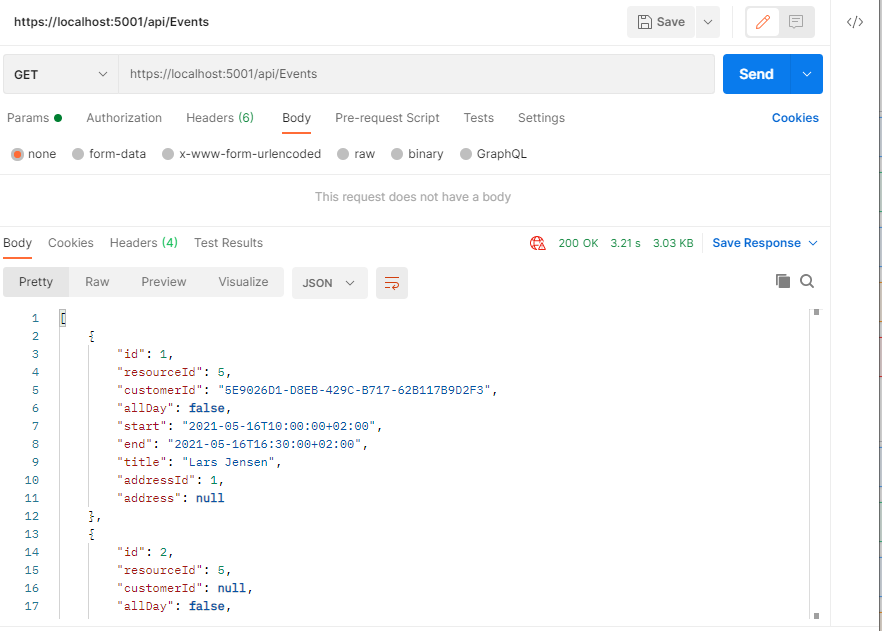 https://localhost:5001/api/Events
Save
</>
GET
https://localhost:5001/api/Events
Send
Params
Authorization
Headers (6)
Body
Pre-request Script
Tests
Settings
Cookies
none
form-data
x-www-form-urlencoded
raw
binary
GraphQL
This request does not have a body
Body
Cookies
Headers (4)
Test Results
200 OK
3.21 s
3.03 KB
Save Response
Pretty
Raw
Preview
Visualize
JSON
1 [
2 {
3 "id": 1,
4 "resourceId": 5,
5 "customerId": "5E9026D1-D8EB-429C-B717-62B117B9D2F3",
6 "allDay": false,
7 "start": "2021-05-16T10:00:00+02:00",
8 "end": "2021-05-16T16:30:00+02:00",
9 "title": "Lars Jensen",
10 "addressId": 1,
11 "address": null
12 },
13 {
14 "id": 2,
15 "resourceId": 5,
16 "customerId": null,
17 "allDay": false,